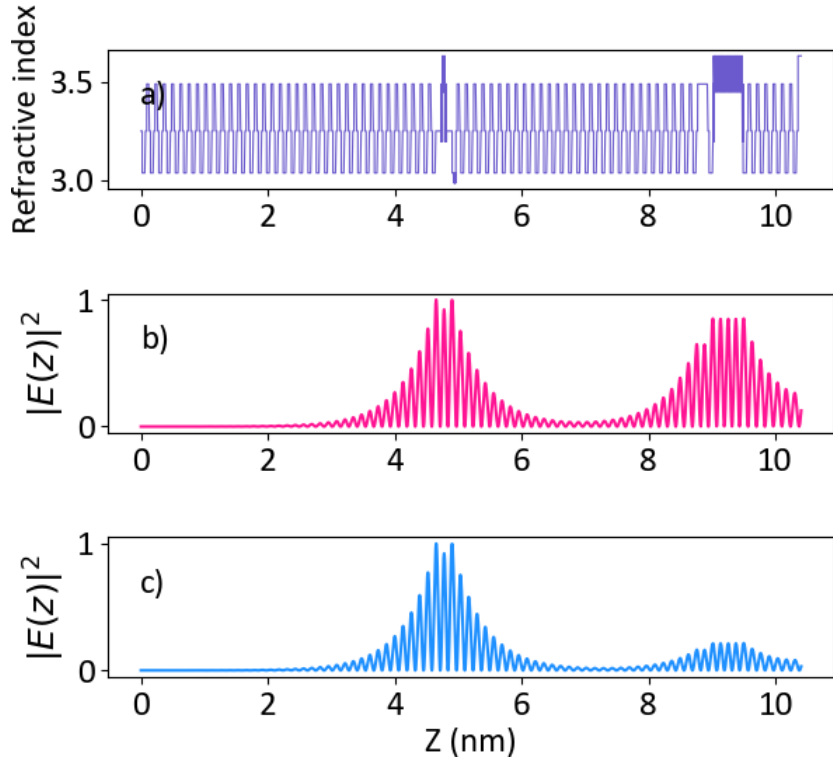 Refractive index
3.5
3.0
a)
0 2 4 6 8 10
|E(z)|²
1
0
b)
0 2 4 6 8 10
|E(z)|²
1
0
c)
0 2 4 6 8 10
Z (nm)